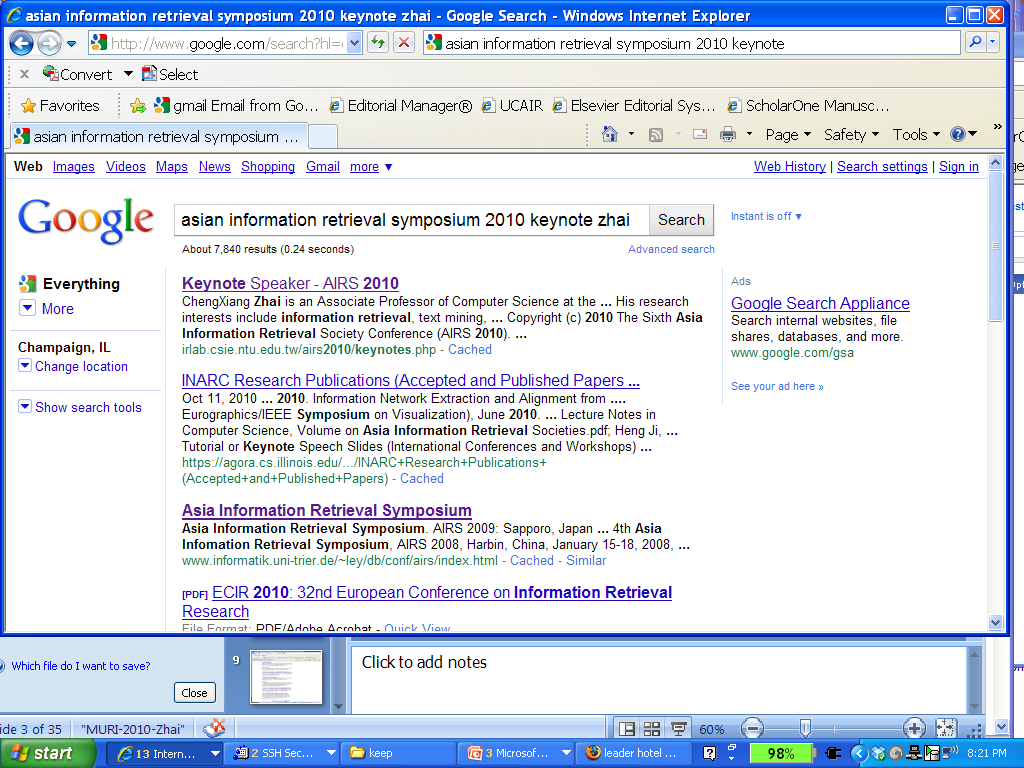 asian information retrieval symposium 2010 keynote zhai - Google Search - Windows Internet Explorer
http://www.google.com/search?hl= asian information retrieval symposium 2010 keynote
Convert Select
Favorites gmail Email from Go... Editorial Manager® UCAIR Elsevier Editorial Sys... ScholarOne Manusc...
asian information retrieval symposium ... Page Safety Tools
Web Images Videos Maps News Shopping Gmail more Web History | Search settings | Sign in
Google asian information retrieval symposium 2010 keynote zhai Search Instant is off
About 7,840 results (0.24 seconds) Advanced search
Everything
More
Champaign, IL
Change location
Show search tools
Keynote Speaker - AIRS 2010
ChengXiang Zhai is an Associate Professor of Computer Science at the ... His research
interests include information retrieval, text mining, ... Copyright (c) 2010 The Sixth Asia
Information Retrieval Society Conference (AIRS 2010). ...
irlab.csie.ntu.edu.tw/airs2010/keynotes.php - Cached
INARC Research Publications (Accepted and Published Papers ...
Oct 11, 2010 ... 2010. Information Network Extraction and Alignment from ....
Eurographics/IEEE Symposium on Visualization), June 2010. ... Lecture Notes in
Computer Science, Volume on Asia Information Retrieval Societies.pdf; Heng Ji, ...
Tutorial or Keynote Speech Slides (International Conferences and Workshops) ...
https://agora.cs.illinois.edu/.../INARC+Research+Publications+
(Accepted+and+Published+Papers) - Cached
Asia Information Retrieval Symposium
Asia Information Retrieval Symposium. AIRS 2009: Sapporo, Japan ... 4th Asia
Infomation Retrieval Symposium, AIRS 2008, Harbin, China, January 15-18, 2008, ...
www.informatik.uni-trier.de/~ley/db/conf/airs/index.html - Cached - Similar
[PDF] ECIR 2010: 32nd European Conference on Information Retrieval
Research
File Format: PDF/Adobe Acrobat - Quick View
Ads
Google Search Appliance
Search internal websites, file
shares, databases, and more.
www.google.com/gsa
See your ad here »
Which file do I want to save?
Close
9
Click to add notes
ide 3 of 35 "MURI-2010-Zhai" 60%
start 13 Intern... 2 SSH Sec... keep 3 Microsof... leader hotel ... 98% 8:21 PM